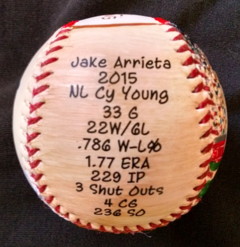 Jake Arrieta
2015
NL Cy Young
33 G
22W/6L
.786 W-L%
1.77 ERA
229 IP
3 Shut Outs
4 CG
236 SO